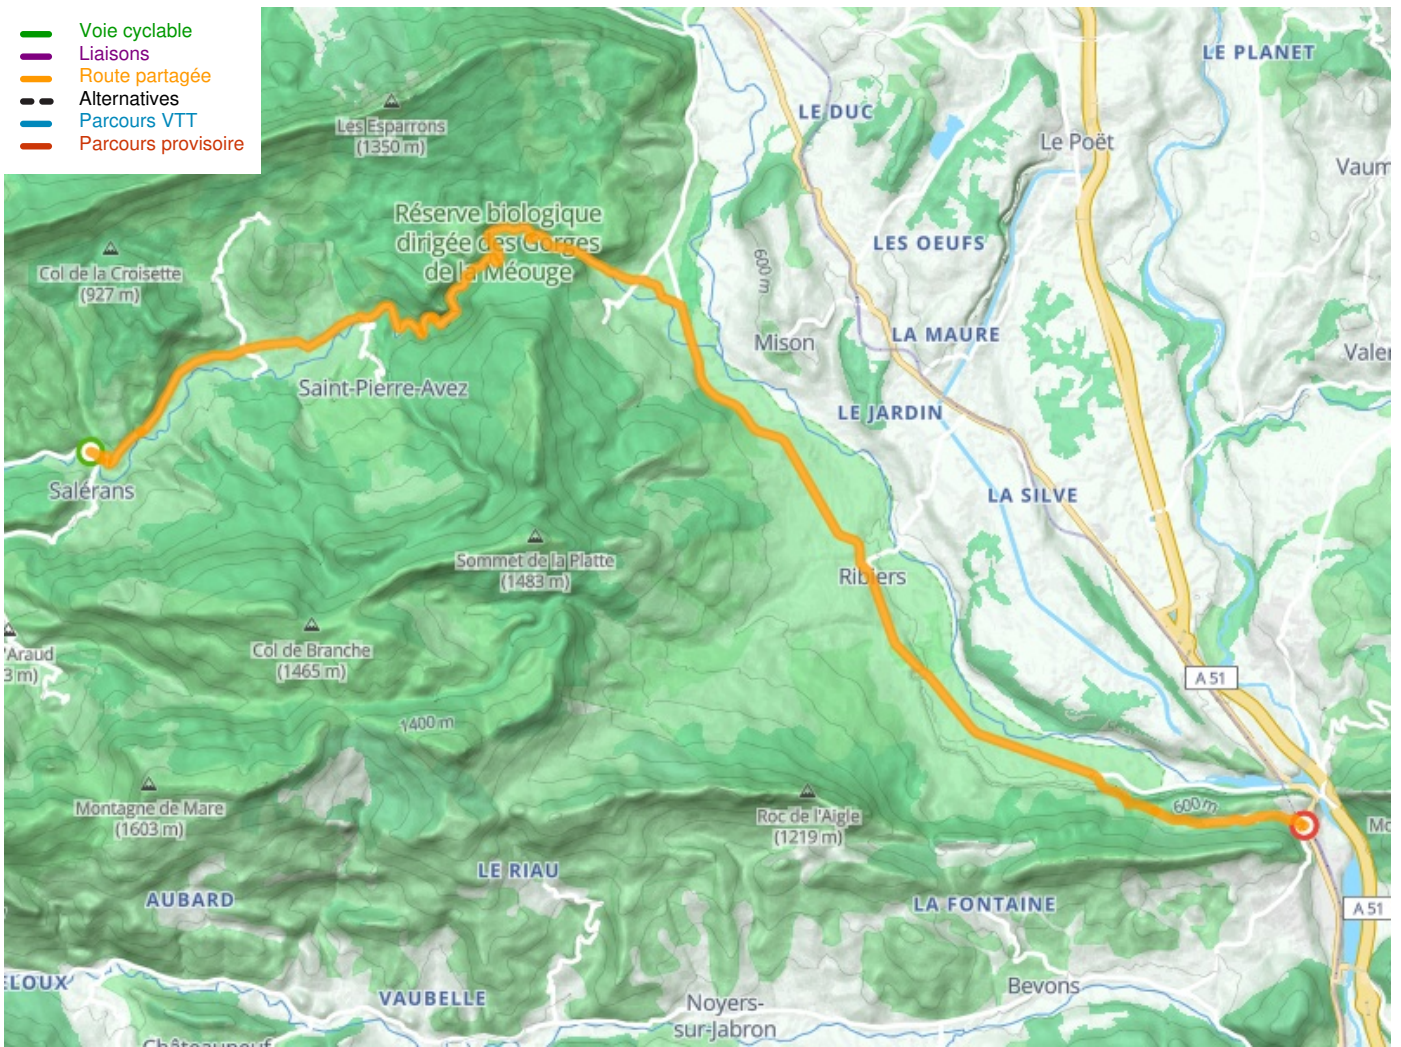 Voie cyclable
Liaisons
Route partagée
Alternatives
Parcours VTT
Parcours provisoire
LE PLANET
LE DUC
Les Esparrons
(1350 m)
Le Poët
Vaum
Réserve biologique
dirigée des Gorges
de la Méouge
LES OEUFS
600 m
Col de la Croisette
(927 m)
LA MAURE
Mison
Valer
Saint-Pierre-Avez
LE JARDIN
Salérans
LA SILVE
Sommet de la Platte
(1483 m)
Ribiers
'Araud
3 m)
Col de Branche
(1465 m)
A 51
1400 m
Montagne de Mare
(1603 m)
Roc de l'Aigle
(1219 m)
600 m
Mo
LE RIAU
AUBARD
LA FONTAINE
A 51
ELOUX
VAUBELLE
Noyers-
sur-Jabron
Bevons
Châteauneuf